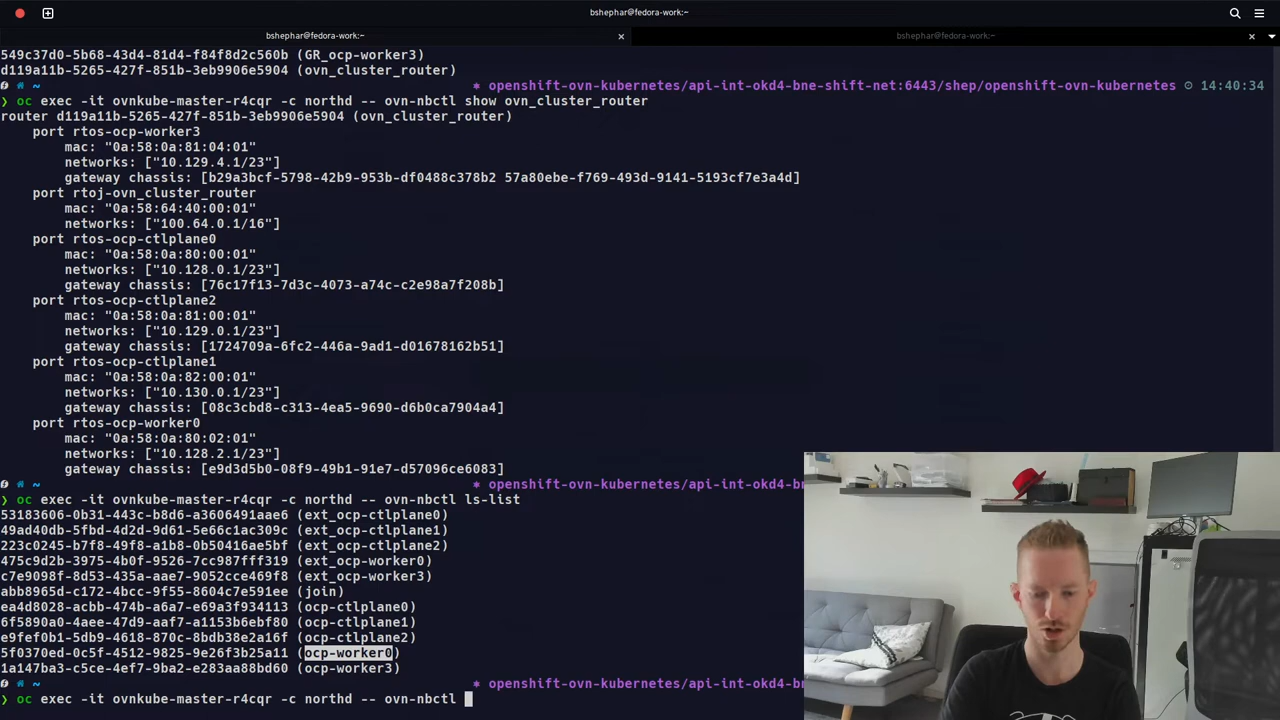 bshephar@fedora-work:~
bshephar@fedora-work:~ × bshephar@fedora-work:~ ×
549c37d0-5b68-43d4-81d4-f84f8d2c560b (GR_ocp-worker3)
d119a11b-5265-427f-851b-3eb9906e5904 (ovn_cluster_router)
~ * openshift-ovn-kubernetes/api-int-okd4-bne-shift-net:6443/shep/openshift-ovn-kubernetes 14:40:34
❯ oc exec -it ovnkube-master-r4cqr -c northd -- ovn-nbctl show ovn_cluster_router
router d119a11b-5265-427f-851b-3eb9906e5904 (ovn_cluster_router)
port rtos-ocp-worker3
mac: "0a:58:0a:81:04:01"
networks: ["10.129.4.1/23"]
gateway chassis: [b29a3bcf-5798-42b9-953b-df0488c378b2 57a80ebe-f769-493d-9141-5193cf7e3a4d]
port rtoj-ovn_cluster_router
mac: "0a:58:64:40:00:01"
networks: ["100.64.0.1/16"]
port rtos-ocp-ctlplane0
mac: "0a:58:0a:80:00:01"
networks: ["10.128.0.1/23"]
gateway chassis: [76c17f13-7d3c-4073-a74c-c2e98a7f208b]
port rtos-ocp-ctlplane2
mac: "0a:58:0a:81:00:01"
networks: ["10.129.0.1/23"]
gateway chassis: [1724709a-6fc2-446a-9ad1-d01678162b51]
port rtos-ocp-ctlplane1
mac: "0a:58:0a:82:00:01"
networks: ["10.130.0.1/23"]
gateway chassis: [08c3cbd8-c313-4ea5-9690-d6b0ca7904a4]
port rtos-ocp-worker0
mac: "0a:58:0a:80:02:01"
networks: ["10.128.2.1/23"]
gateway chassis: [e9d3d5b0-08f9-49b1-91e7-d57096ce6083]
~ * openshift-ovn-kubernetes/api-int-okd4-bn
❯ oc exec -it ovnkube-master-r4cqr -c northd -- ovn-nbctl ls-list
53183606-0b31-443c-b8d6-a3606491aae6 (ext_ocp-ctlplane0)
49ad40db-5fbd-4d2d-9d61-5e66c1ac309c (ext_ocp-ctlplane1)
223c0245-b7f8-49f8-a1b8-0b50416ae5bf (ext_ocp-ctlplane2)
475c9d2b-3975-4b0f-9526-7cc987fff319 (ext_ocp-worker0)
c7e9098f-8d53-435a-aae7-9052cce469f8 (ext_ocp-worker3)
abb8965d-c172-4bcc-9f55-8604c7e591ee (join)
ea4d8028-acbb-474b-a6a7-e69a3f934113 (ocp-ctlplane0)
6f5890a0-4aee-47d9-aaf7-a1153ef6b180 (ocp-ctlplane1)
e9fef0b1-5db9-4618-870c-8bdb38e2a16f (ocp-ctlplane2)
5f0370ed-0c5f-4512-9825-9e26f3b25a11 (ocp-worker0)
1a147ba3-c5ce-4ef7-9ba2-e283aa88bd60 (ocp-worker3)
~ * openshift-ovn-kubernetes/api-int-okd4-bn
❯ oc exec -it ovnkube-master-r4cqr -c northd -- ovn-nbctl